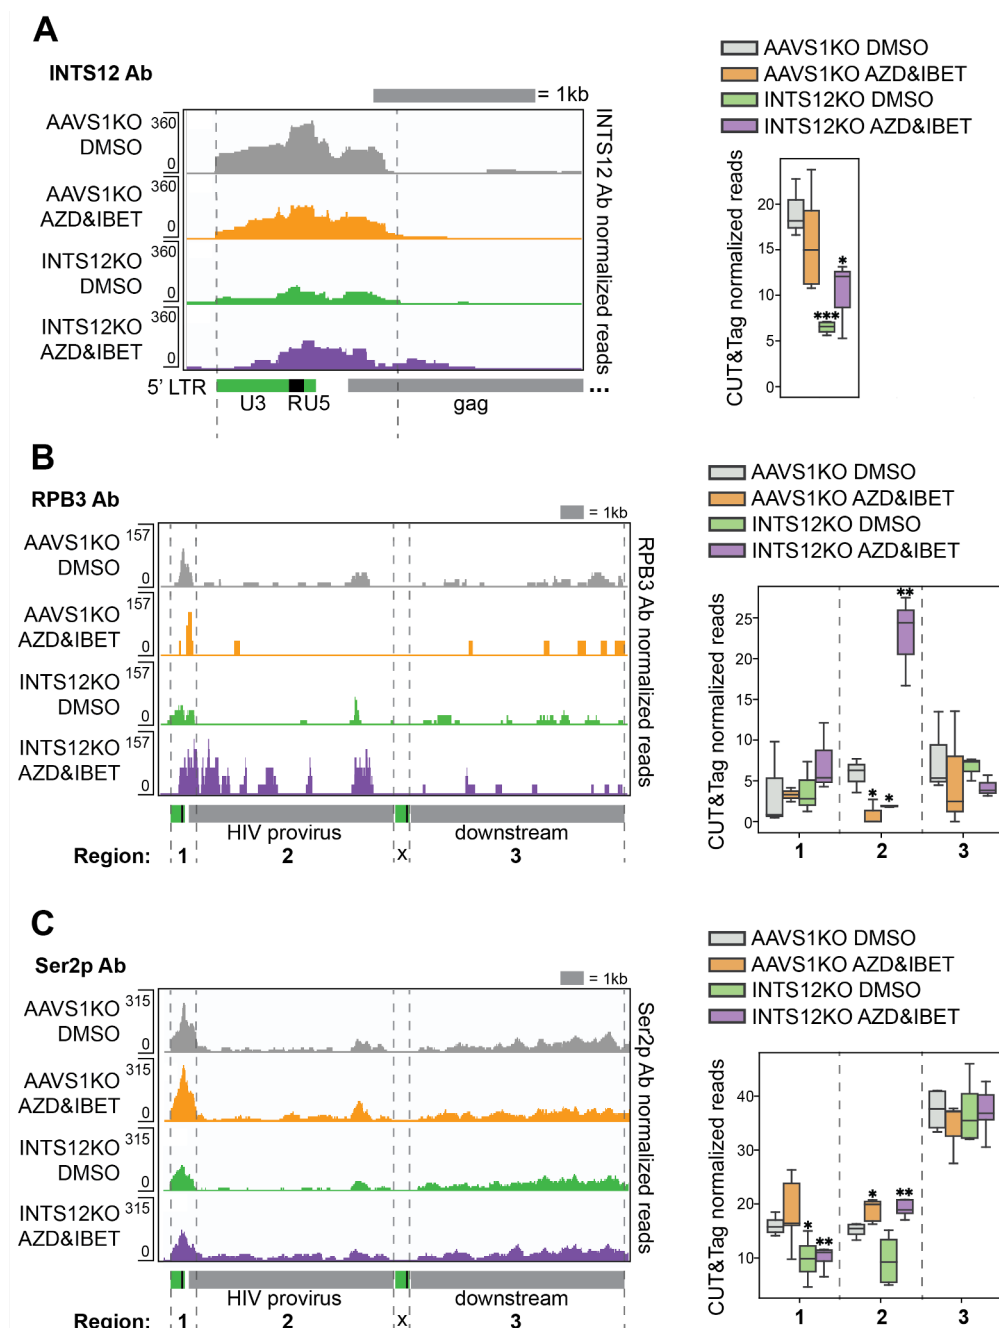 A
INTS12 Ab
= 1kb
AAVS1KO
DMSO
360
0
AAVS1KO
AZD&IBET
360
0
INTS12KO
DMSO
360
0
INTS12KO
AZD&IBET
360
0
INTS12 Ab normalized reads
5' LTR
U3
RU5
gag
...
AAVS1KO DMSO
AAVS1KO AZD&IBET
INTS12KO DMSO
INTS12KO AZD&IBET
CUT&Tag normalized reads
20
15
10
5
0
*
***
B
RPB3 Ab
= 1kb
AAVS1KO
DMSO
157
0
AAVS1KO
AZD&IBET
157
0
INTS12KO
DMSO
157
0
INTS12KO
AZD&IBET
157
0
RPB3 Ab normalized reads
HIV provirus
downstream
Region: 1 2 x 3
AAVS1KO DMSO
AAVS1KO AZD&IBET
INTS12KO DMSO
INTS12KO AZD&IBET
CUT&Tag normalized reads
25
20
15
10
5
0
**
*
*
1 2 3
C
Ser2p Ab
= 1kb
AAVS1KO
DMSO
315
0
AAVS1KO
AZD&IBET
315
0
INTS12KO
DMSO
315
0
INTS12KO
AZD&IBET
315
0
Ser2p Ab normalized reads
HIV provirus
downstream
Region: 1 2 x 3
AAVS1KO DMSO
AAVS1KO AZD&IBET
INTS12KO DMSO
INTS12KO AZD&IBET
CUT&Tag normalized reads
40
30
20
10
*
**
*
**
1 2 3